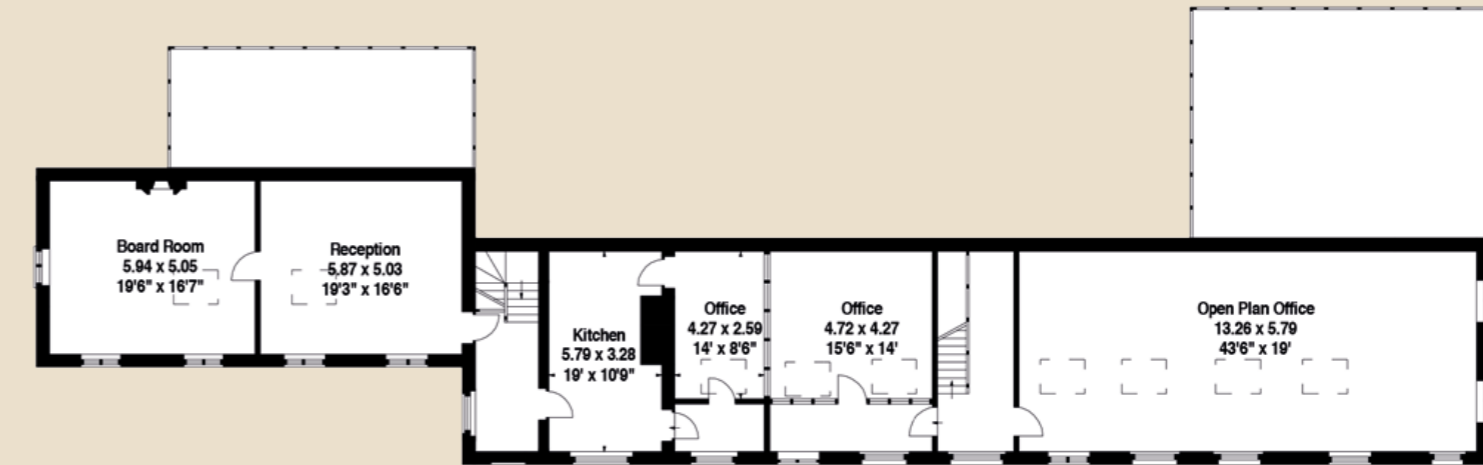 Board Room
5.94 x 5.05
19'6" x 16'7"
Reception
5.87 x 5.03
19'3" x 16'6"
Kitchen
5.79 x 3.28
19' x 10'9"
Office
4.27 x 2.59
14' x 8'6"
Office
4.72 x 4.27
15'6" x 14'
Open Plan Office
13.26 x 5.79
43'6" x 19'